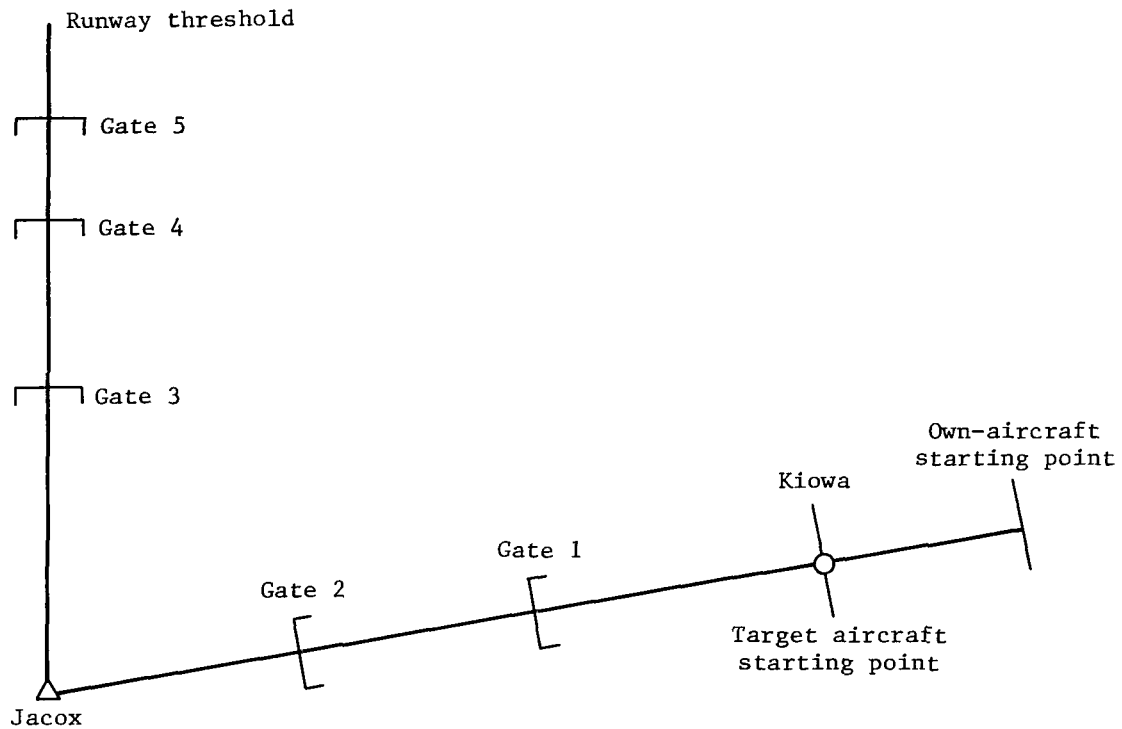 Runway threshold
Gate 5
Gate 4
Gate 3
Own-aircraft
starting point
Kiowa
Gate 1
Gate 2
Target aircraft
starting point
Jacox